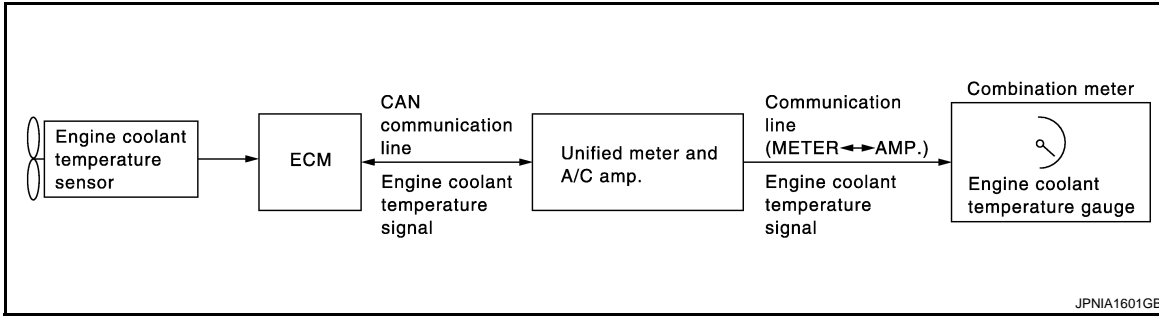 Engine coolant
temperature
sensor
ECM
CAN
communication
line
Engine coolant
temperature
signal
Unified meter and
A/C amp.
Communication
line
(METER◄─►AMP.)
Engine coolant
temperature
signal
Combination meter
Engine coolant
temperature gauge
JPNIA1601GB